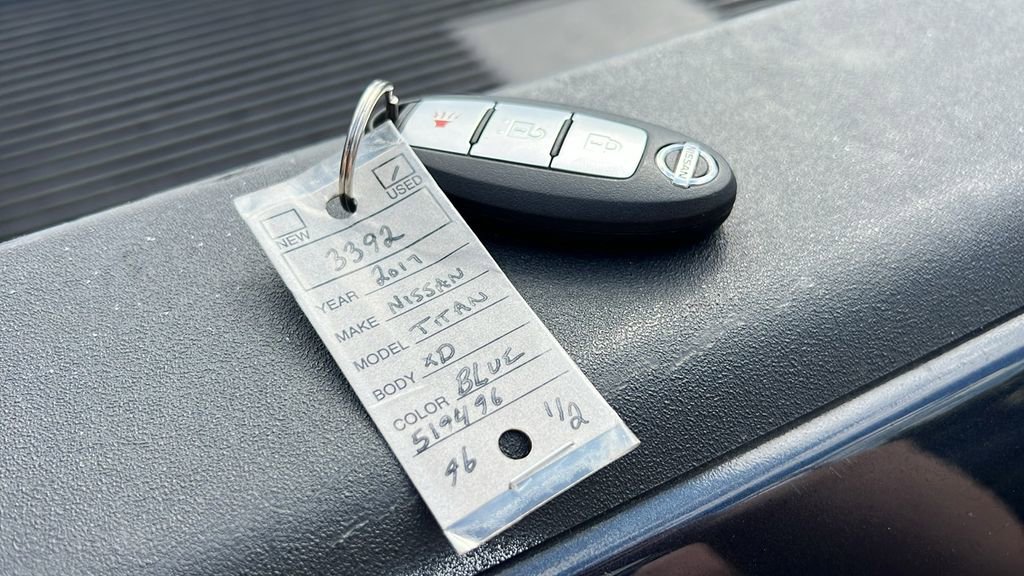 USED
NEW
3392
YEAR 2017
MAKE NISSAN
MODEL TITAN
BODY XD
COLOR BLUE
519496
46
1/2
NISSAN